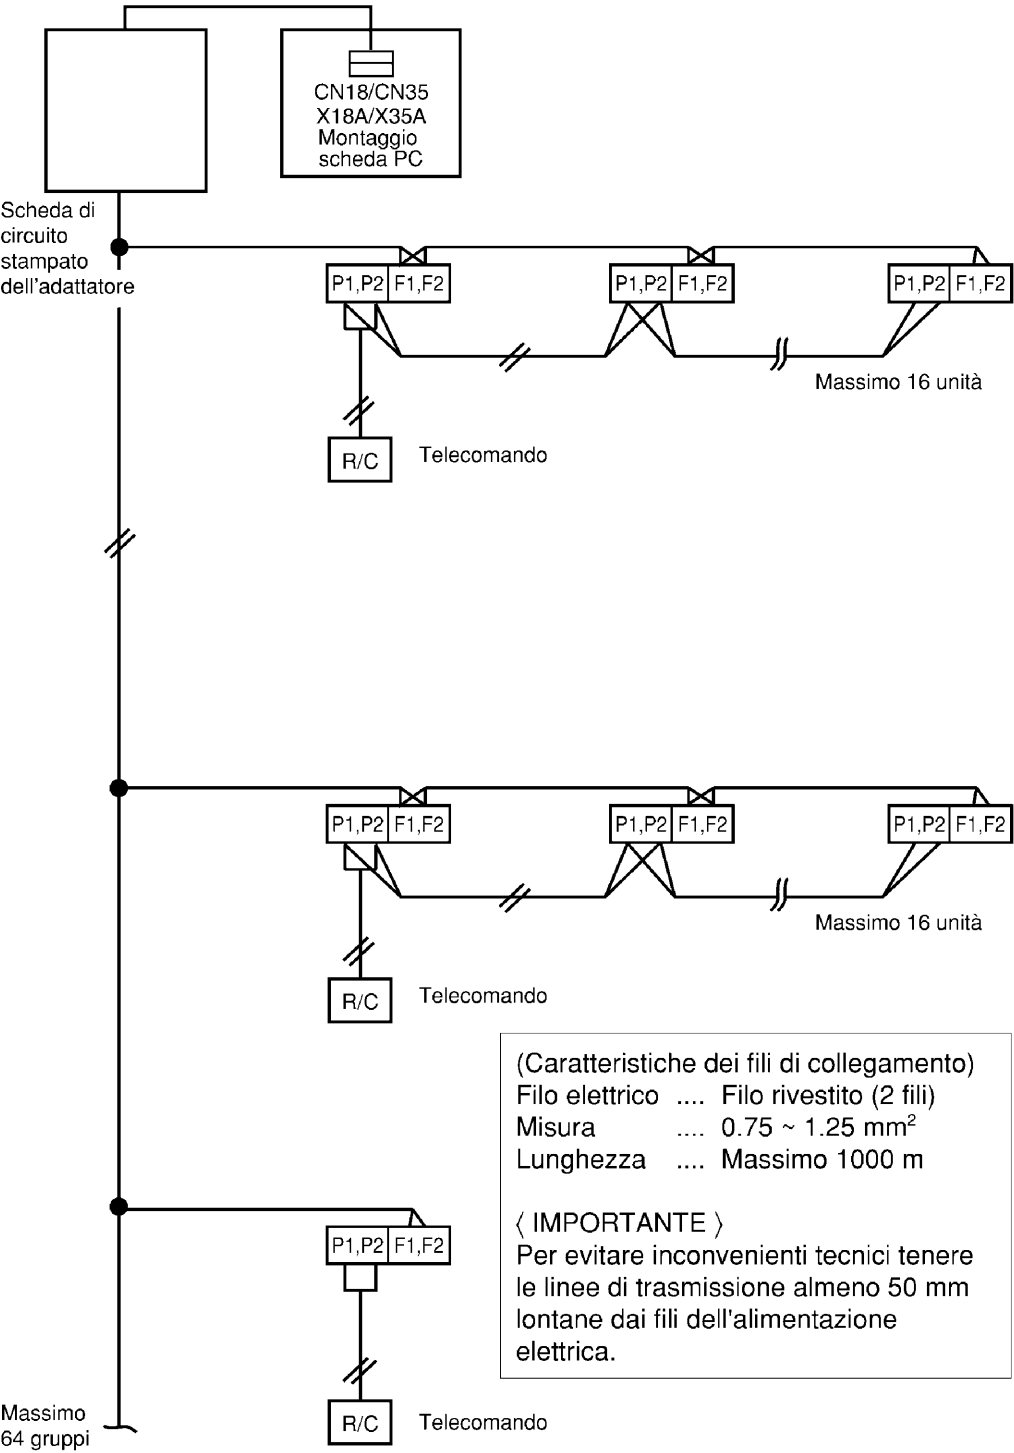 CN18/CN35
X18A/X35A
Montaggio
scheda PC
Scheda di
circuito
stampato
dell'adattatore
P1,P2 F1,F2
P1,P2 F1,F2
P1,P2 F1,F2
Massimo 16 unità
R/C
Telecomando
P1,P2 F1,F2
P1,P2 F1,F2
P1,P2 F1,F2
Massimo 16 unità
R/C
Telecomando
(Caratteristiche dei fili di collegamento)
Filo elettrico .... Filo rivestito (2 fili)
Misura .... 0.75 ~ 1.25 mm²
Lunghezza .... Massimo 1000 m
〈 IMPORTANTE 〉
Per evitare inconvenienti tecnici tenere
le linee di trasmissione almeno 50 mm
lontane dai fili dell'alimentazione
elettrica.
P1,P2 F1,F2
R/C
Telecomando
Massimo
64 gruppi